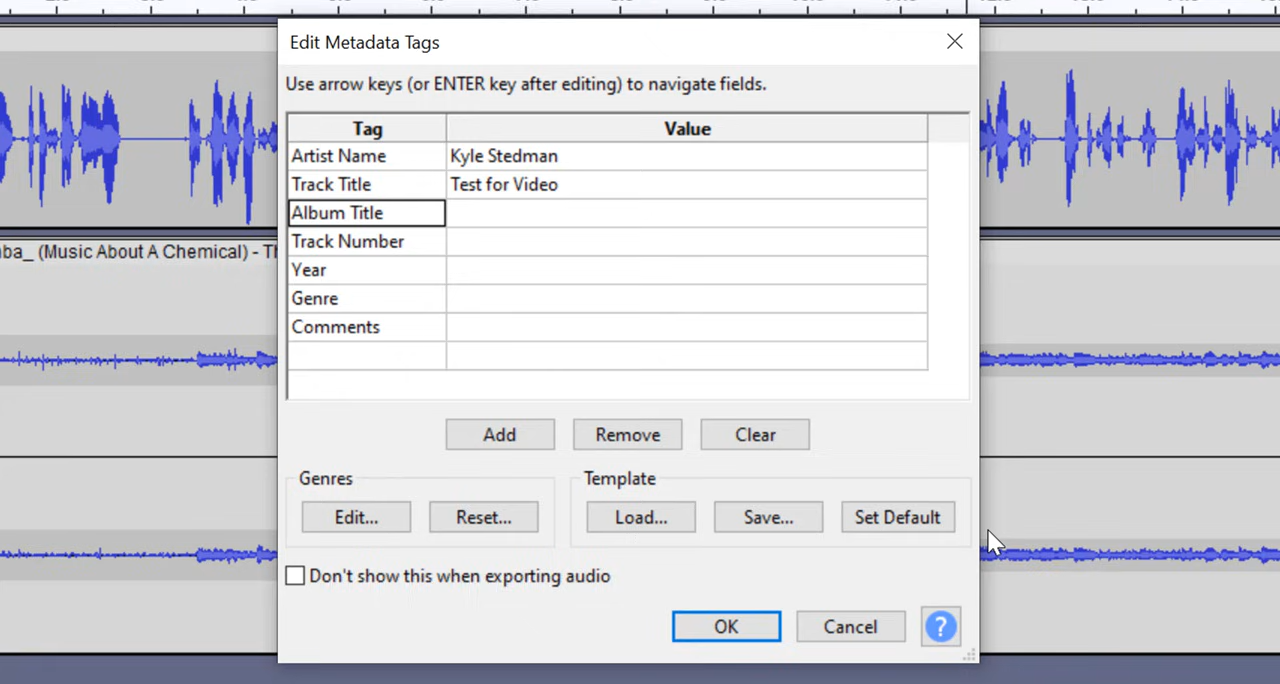 Edit Metadata Tags
Use arrow keys (or ENTER key after editing) to navigate fields.
Tag Value
Artist Name Kyle Stedman
Track Title Test for Video
Album Title
Track Number
Year
Genre
Comments
(Music About A Chemical) -
Add Remove Clear
Genres Template
Edit... Reset... Load... Save... Set Default
Don't show this when exporting audio
OK Cancel ?